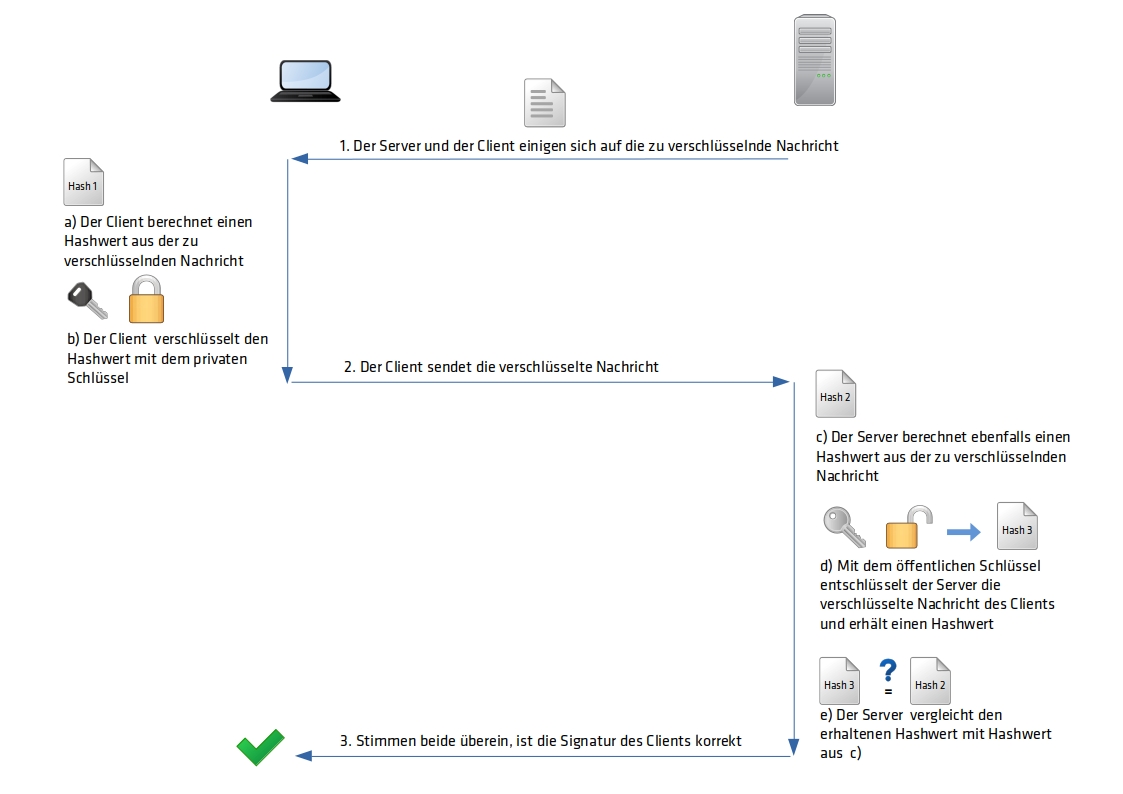 1. Der Server und der Client einigen sich auf die zu verschlüsselnde Nachricht
Hash 1
a) Der Client berechnet einen
Hashwert aus der zu
verschlüsselnden Nachricht
b) Der Client verschlüsselt den
Hashwert mit dem privaten
Schlüssel
2. Der Client sendet die verschlüsselte Nachricht
Hash 2
c) Der Server berechnet ebenfalls einen
Hashwert aus der zu verschlüsselnden
Nachricht
Hash 3
d) Mit dem öffentlichen Schlüssel
entschlüsselt der Server die
verschlüsselte Nachricht des Clients
und erhält einen Hashwert
Hash 3 ? = Hash 2
e) Der Server vergleicht den
erhaltenen Hashwert mit Hashwert
aus c)
3. Stimmen beide überein, ist die Signatur des Clients korrekt